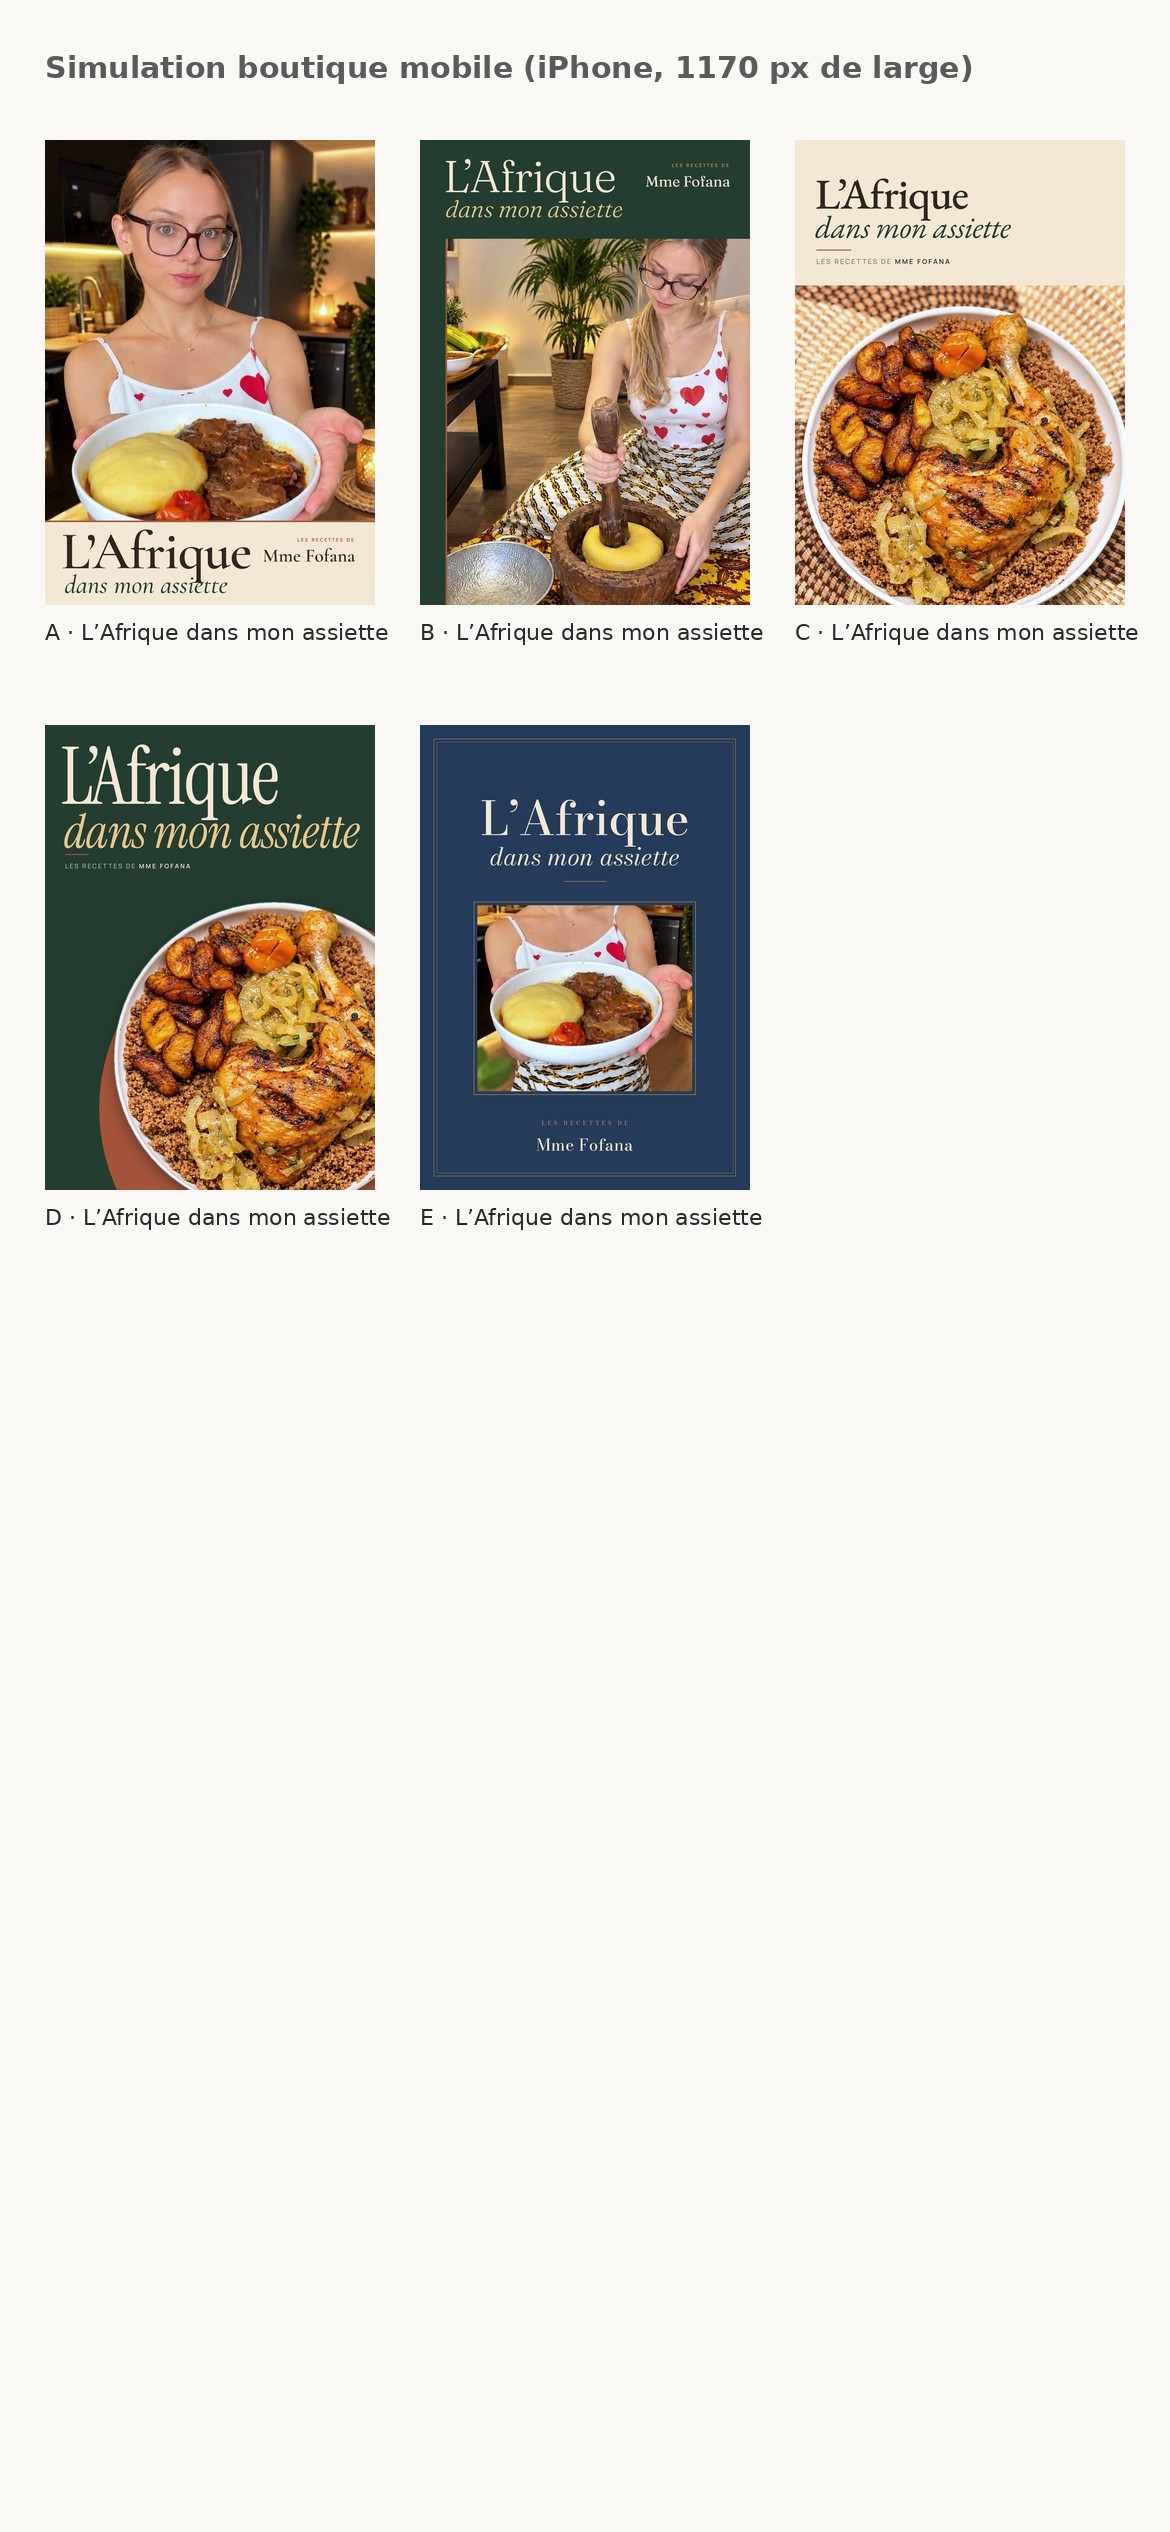 Simulation boutique mobile (iPhone, 1170 px de large)
L’Afrique
dans mon assiette
LES RECETTES DE
Mme Fofana
A · L’Afrique dans mon assiette
L’Afrique
dans mon assiette
LES RECETTES DE
Mme Fofana
B · L’Afrique dans mon assiette
L’Afrique
dans mon assiette
LES RECETTES DE MME FOFANA
C · L’Afrique dans mon assiette
L’Afrique
dans mon assiette
LES RECETTES DE MME FOFANA
D · L’Afrique dans mon assiette
L’Afrique
dans mon assiette
LES RECETTES DE
Mme Fofana
E · L’Afrique dans mon assiette